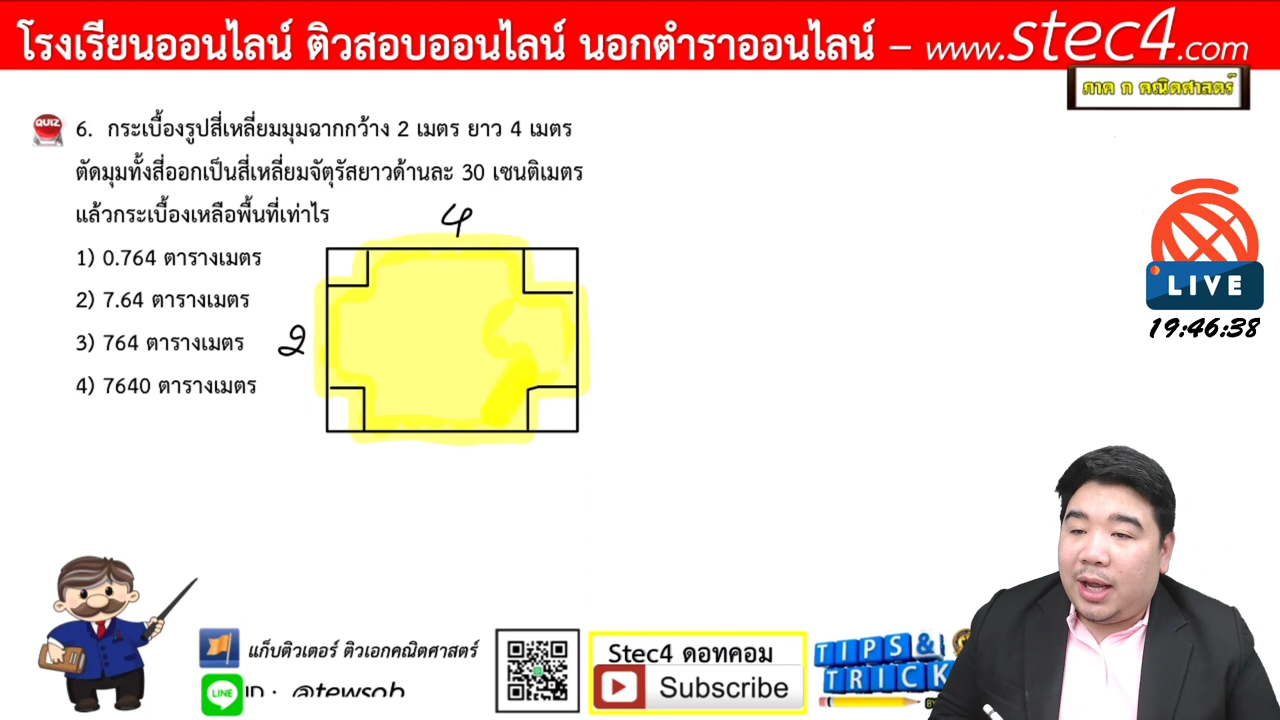 โรงเรียนออนไลน์ ติวสอบออนไลน์ นอกตำราออนไลน์ – www.stec4.com
ภาค ก คณิตศาสตร์
QUIZ
6. กระเบื้องรูปสี่เหลี่ยมมุมฉากกว้าง 2 เมตร ยาว 4 เมตร
ตัดมุมทั้งสี่ออกเป็นสี่เหลี่ยมจัตุรัสยาวด้านละ 30 เซนติเมตร
แล้วกระเบื้องเหลือพื้นที่เท่าไร
4
1) 0.764 ตารางเมตร
2) 7.64 ตารางเมตร
3) 764 ตารางเมตร
2
4) 7640 ตารางเมตร
LIVE
19:46:38
แก็บติวเตอร์ ติวเอกคณิตศาสตร์
LINE
ID : @tewsob
Stec4 ดอทคอม
Subscribe
TIPS &
TRICK
BY